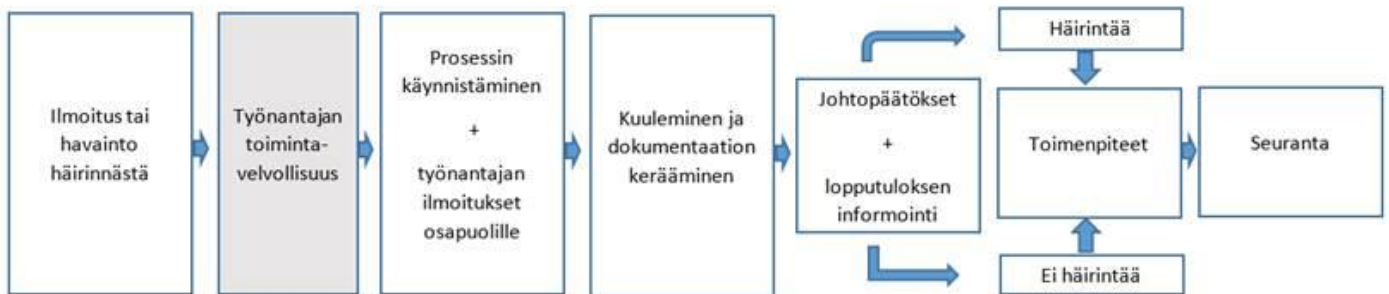 Ilmoitus tai
havainto
häirinnästä
Työnantajan
toiminta-
velvollisuus
Prosessin
käynnistäminen
+
työnantajan
ilmoitukset
osapuolille
Kuuleminen ja
dokumentaation
kerääminen
Johtopäätökset
+
lopputuloksen
informointi
Häirintää
Toimenpiteet
Ei häirintää
Seuranta